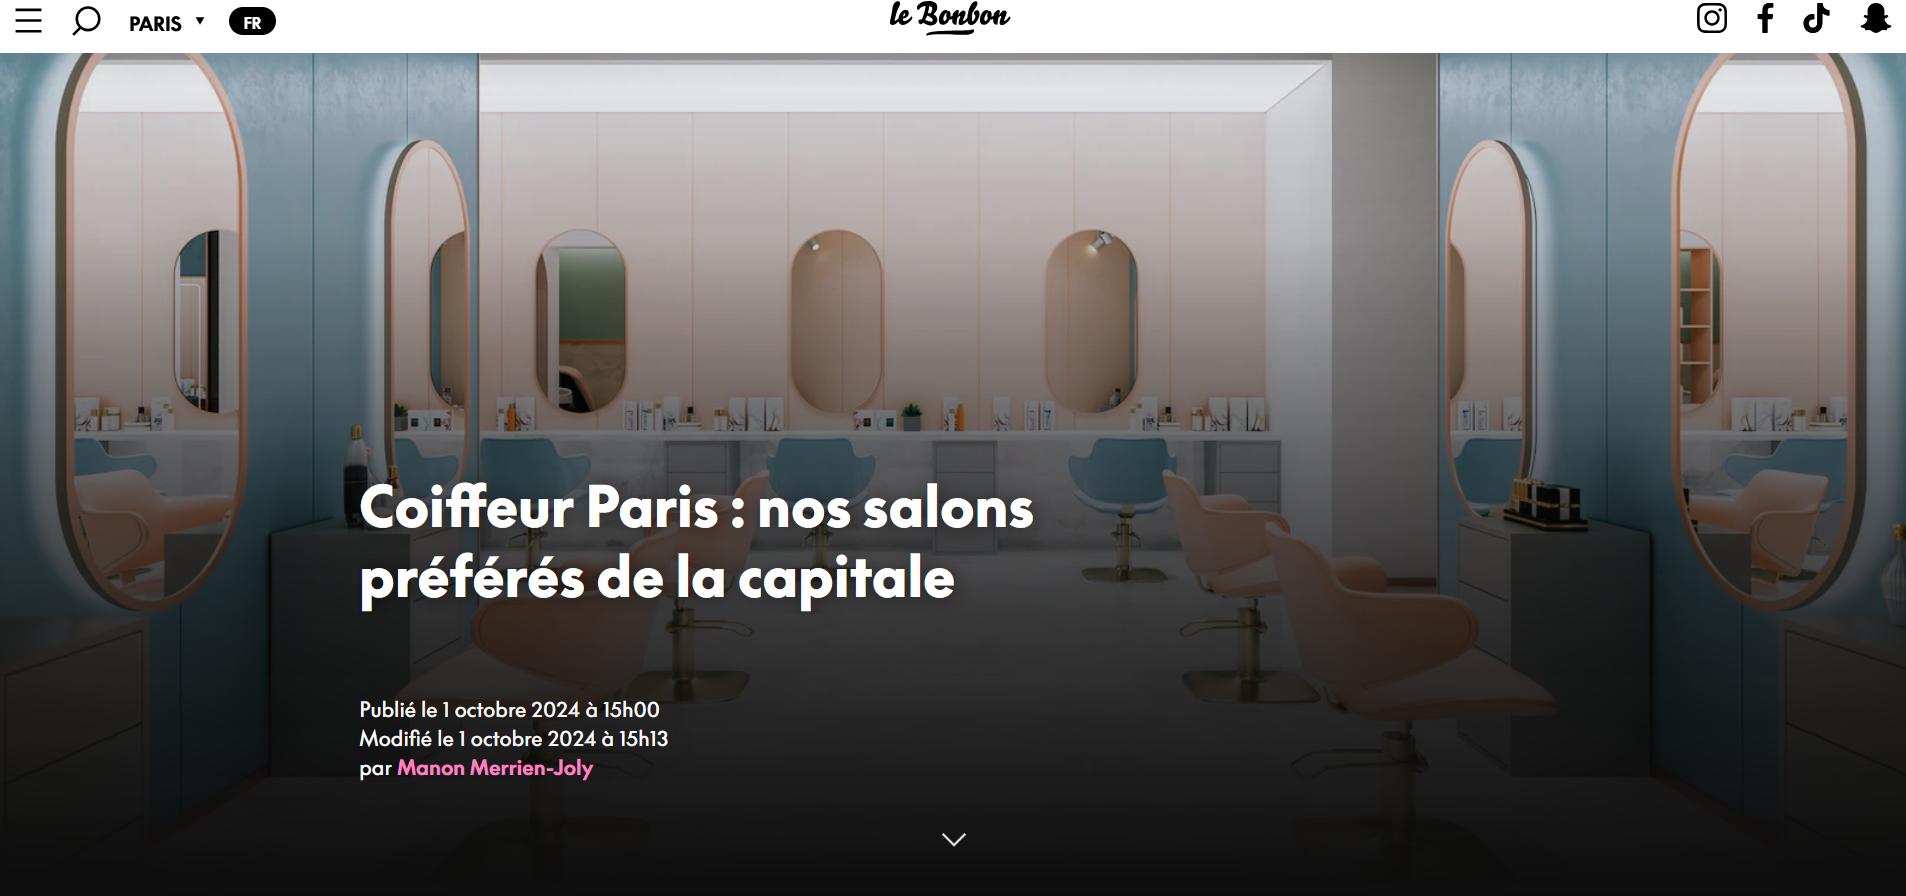 PARIS ▼ FR
le Bonbon
Coiffeur Paris : nos salons
préférés de la capitale
Publié le 1 octobre 2024 à 15h00
Modifié le 1 octobre 2024 à 15h13
par Manon Merrien-Joly